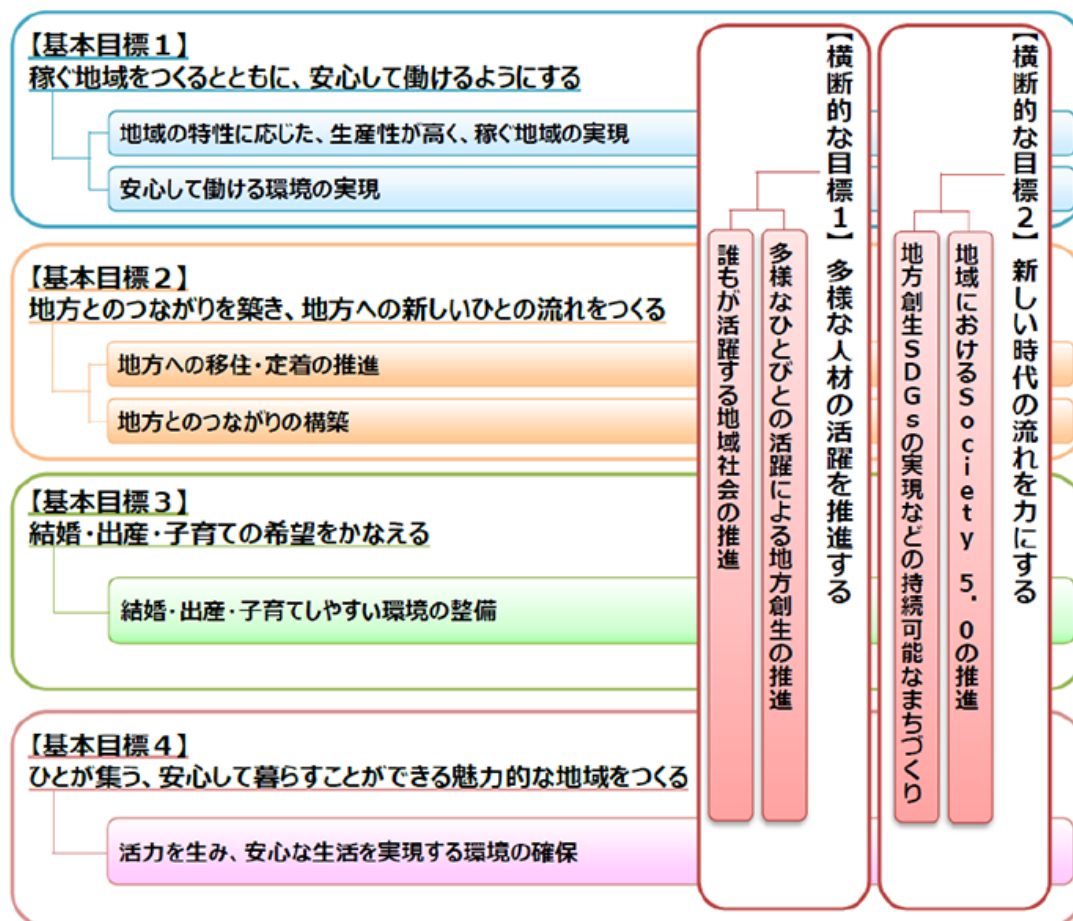 【基本目標１】
稼ぐ地域をつくるとともに、安心して働けるようにする
地域の特性に応じた、生産性が高く、稼ぐ地域の実現
安心して働ける環境の実現
【基本目標２】
地方とのつながりを築き、地方への新しいひとの流れをつくる
地方への移住・定着の推進
地方とのつながりの構築
【基本目標３】
結婚・出産・子育ての希望をかなえる
結婚・出産・子育てしやすい環境の整備
【基本目標４】
ひとが集う、安心して暮らすことができる魅力的な地域をつくる
活力を生み、安心な生活を実現する環境の確保
【横断的な目標１】多様な人材の活躍を推進する
多様なひとびとの活躍による地方創生の推進
誰もが活躍する地域社会の推進
【横断的な目標２】新しい時代の流れを力にする
地域におけるSociety ５．０の推進
地方創生ＳＤＧｓの実現などの持続可能なまちづくり